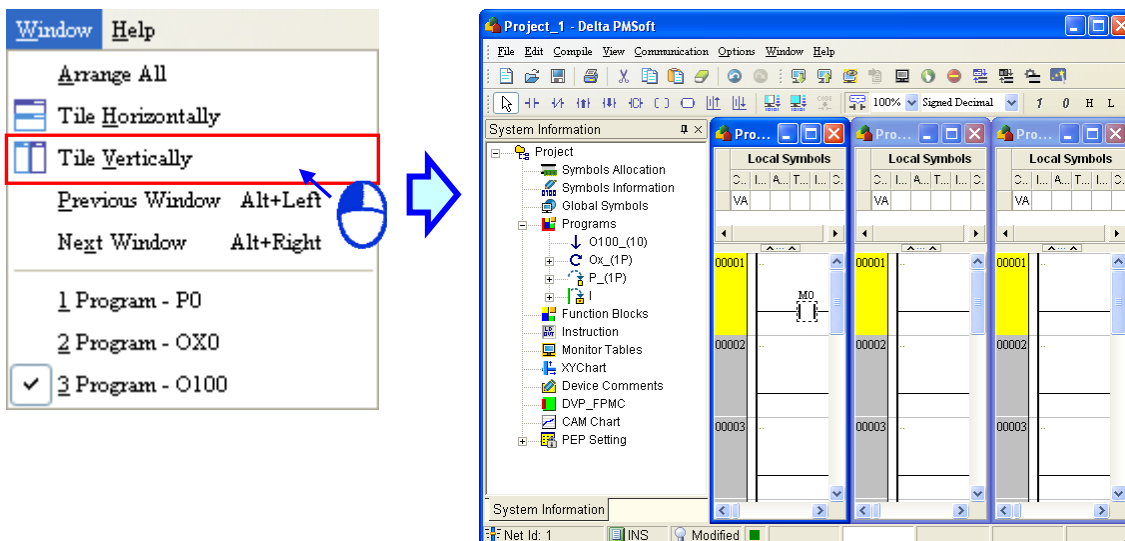 Window Help
Arrange All
Tile Horizontally
Tile Vertically
Previous Window Alt+Left
Next Window Alt+Right
1 Program - P0
2 Program - OX0
3 Program - O100
Project_1 - Delta PMSoft
File Edit Compile View Communication Options Window Help
100% Signed Decimal 1 0 H L
System Information
Project
Symbols Allocation
Symbols Information
Global Symbols
Programs
O100_(10)
Ox_(1P)
P_(1P)
I
Function Blocks
Instruction
Monitor Tables
XYChart
Device Comments
DVP_FPMC
CAM Chart
PEP Setting
System Information
Pro... Pro... Pro...
Local Symbols Local Symbols Local Symbols
I... A... T... I... I... A... T... I... I... A... T... I...
VA VA VA
00001 00001 00001
M0
00002 00002 00002
00003 00003 00003
Net Id: 1 INS Modified